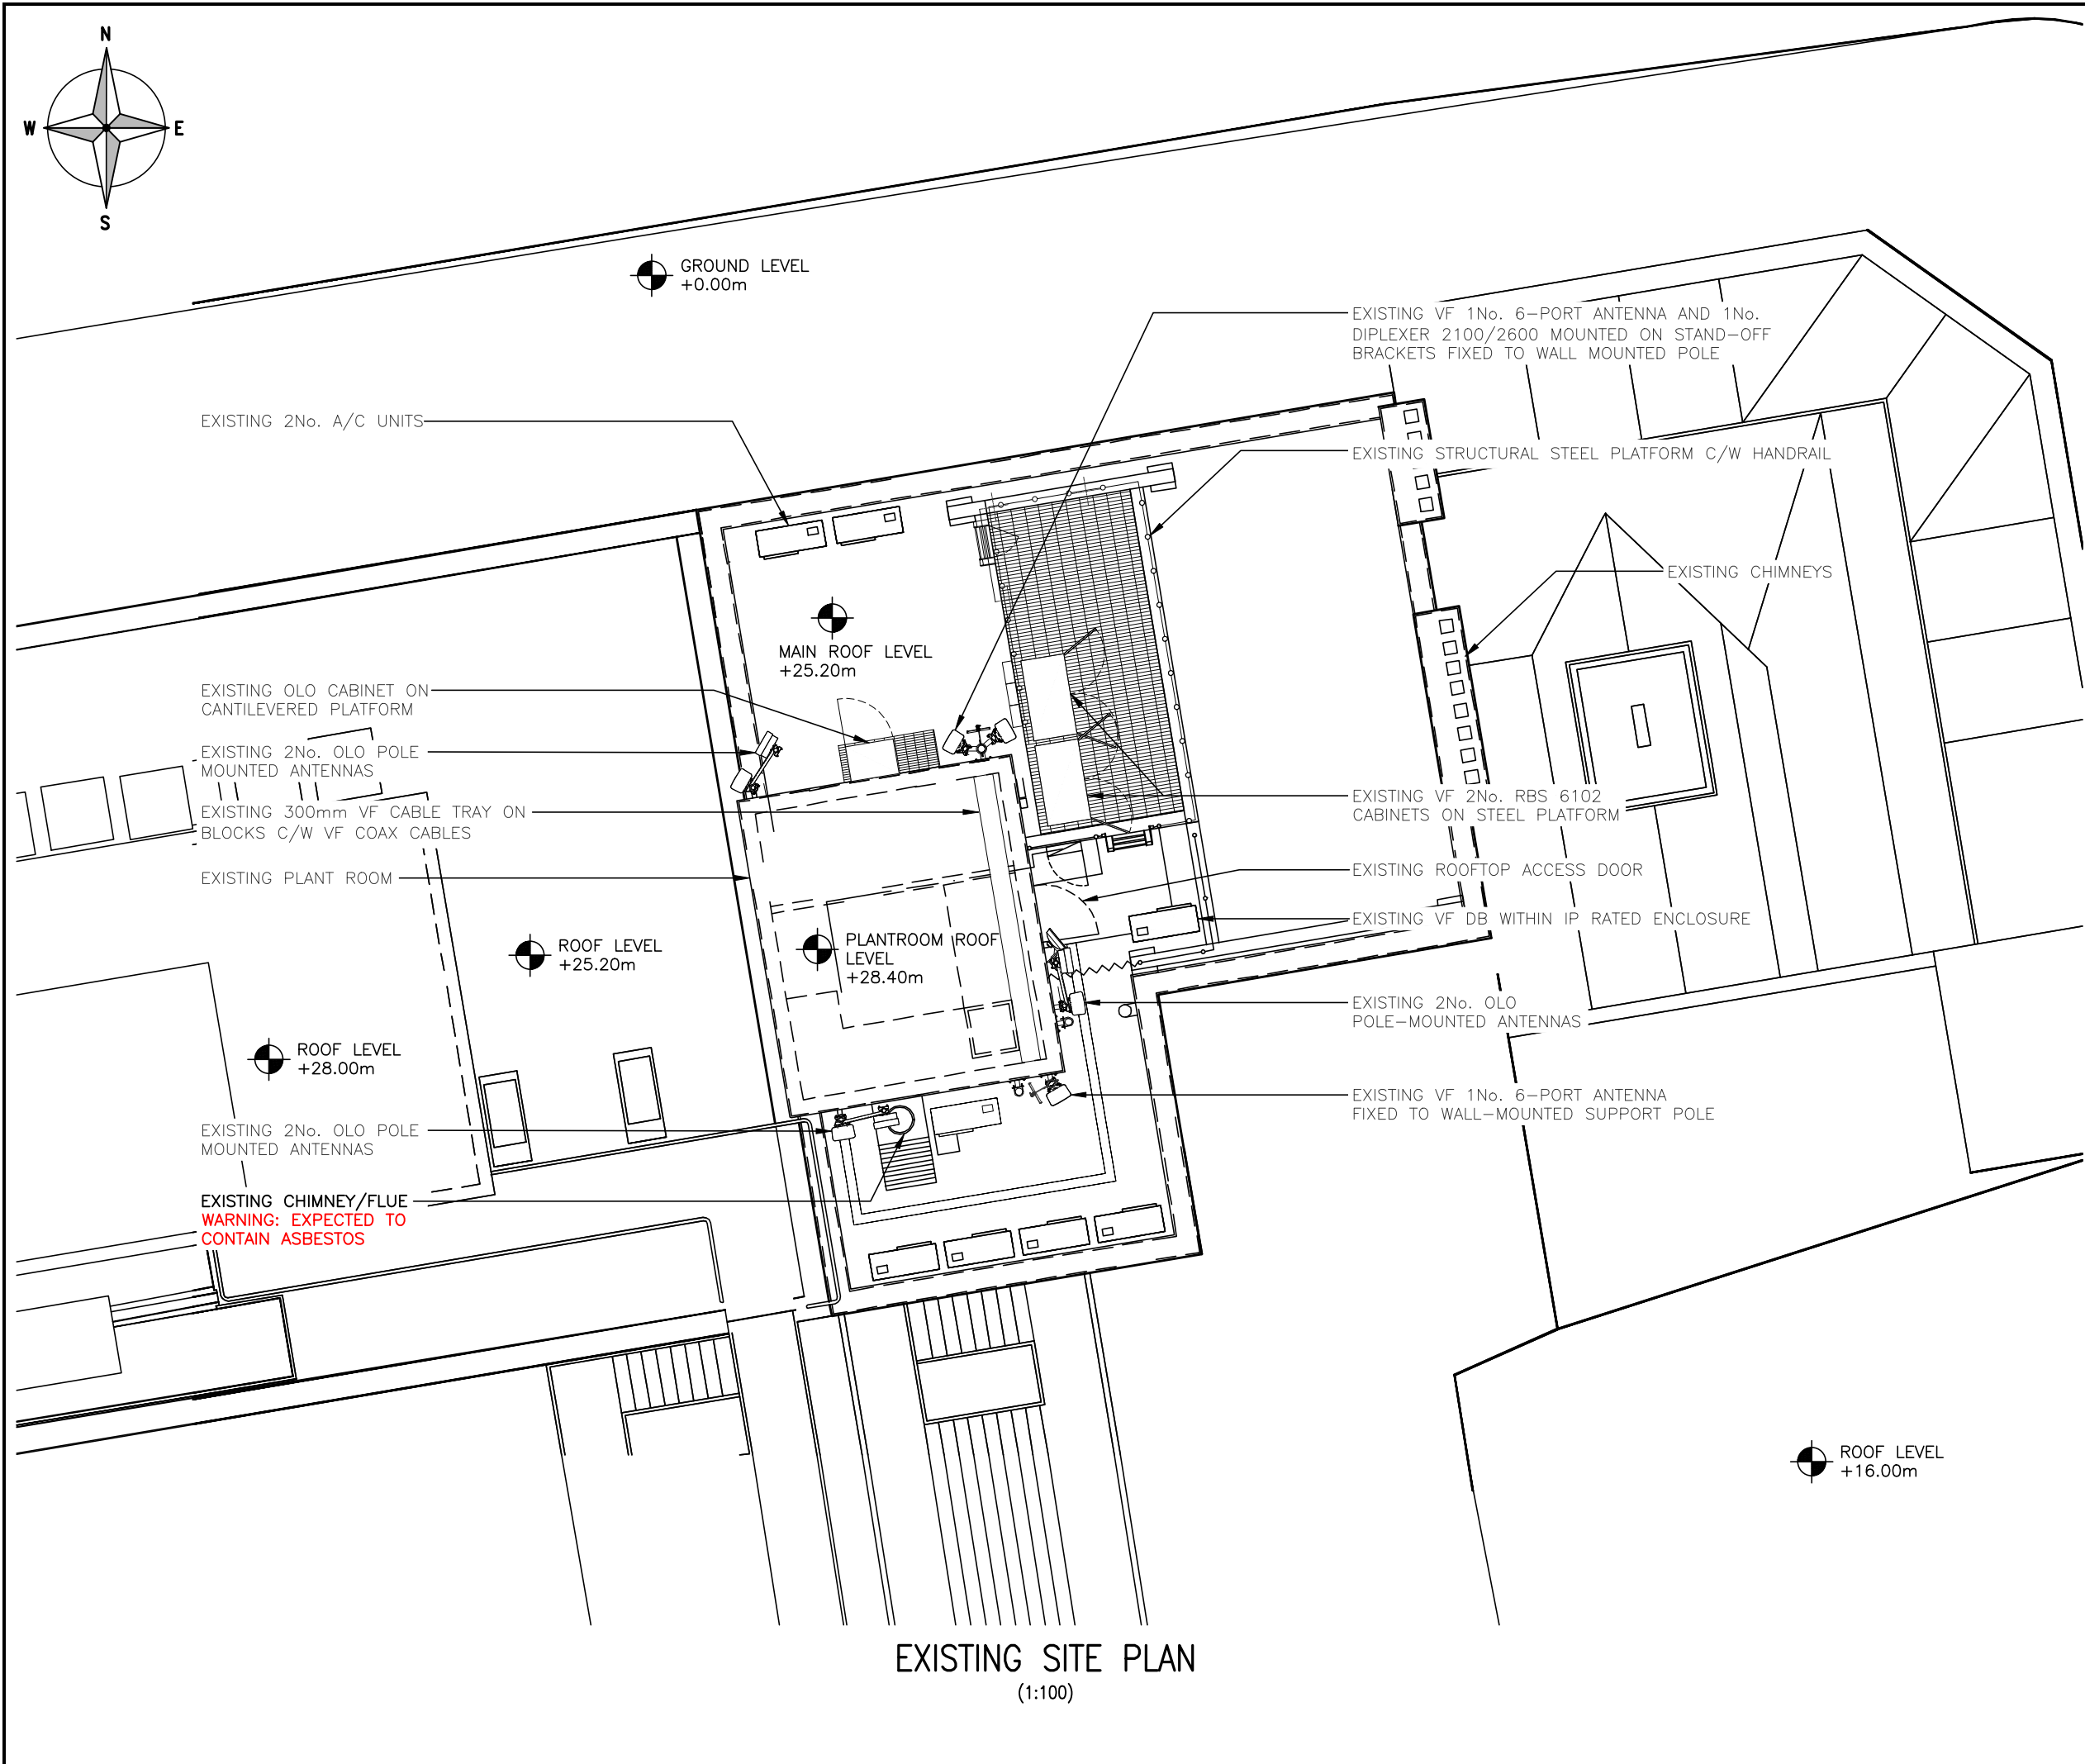 N
W
E
S
GROUND LEVEL
+0.00m
EXISTING VF 1No. 6-PORT ANTENNA AND 1No.
DIPLEXER 2100/2600 MOUNTED ON STAND-OFF
BRACKETS FIXED TO WALL MOUNTED POLE
EXISTING 2No. A/C UNITS
EXISTING STRUCTURAL STEEL PLATFORM C/W HANDRAIL
EXISTING CHIMNEYS
MAIN ROOF LEVEL
+25.20m
EXISTING OLO CABINET ON
CANTILEVERED PLATFORM
EXISTING 2No. OLO POLE
MOUNTED ANTENNAS
EXISTING 300mm VF CABLE TRAY ON
BLOCKS C/W VF COAX CABLES
EXISTING VF 2No. RBS 6102
CABINETS ON STEEL PLATFORM
EXISTING PLANT ROOM
EXISTING ROOFTOP ACCESS DOOR
EXISTING VF DB WITHIN IP RATED ENCLOSURE
ROOF LEVEL
+25.20m
PLANTROOM ROOF
LEVEL
+28.40m
EXISTING 2No. OLO
POLE-MOUNTED ANTENNAS
ROOF LEVEL
+28.00m
EXISTING VF 1No. 6-PORT ANTENNA
FIXED TO WALL-MOUNTED SUPPORT POLE
EXISTING 2No. OLO POLE
MOUNTED ANTENNAS
EXISTING CHIMNEY/FLUE
WARNING: EXPECTED TO
CONTAIN ASBESTOS
ROOF LEVEL
+16.00m
EXISTING SITE PLAN
(1:100)